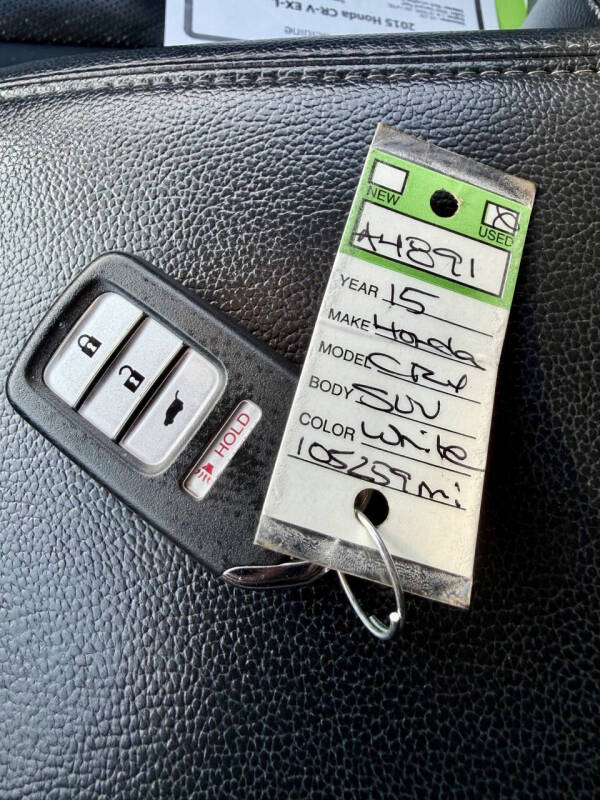 2015 Honda CR-V EX-L
NEW
USED
A4891
YEAR 15
MAKE Honda
MODEL CRV
BODY SUV
COLOR White
105259 mi
HOLD